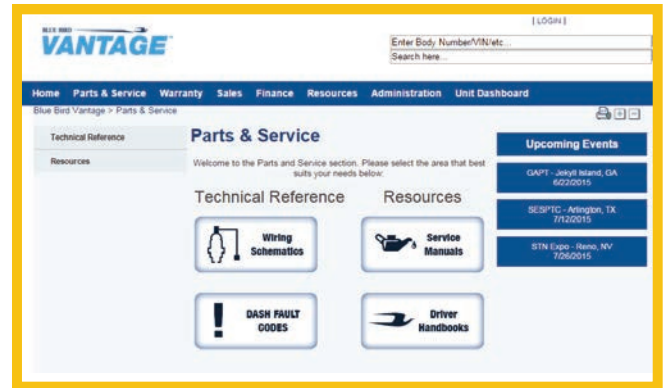 | LOGIN |
BLUE BIRD
VANTAGE
Enter Body Number/VIN/etc...
Search here...
Home Parts & Service Warranty Sales Finance Resources Administration Unit Dashboard
Blue Bird Vantage > Parts & Service
Technical Reference
Resources
Parts & Service
Welcome to the Parts and Service section. Please select the area that best
suits your needs below:
Technical Reference
Resources
Wiring
Schematics
Service
Manuals
DASH FAULT
CODES
Driver
Handbooks
Upcoming Events
GAPT - Jekyll Island, GA
6/22/2015
SESPTC - Arlington, TX
7/12/2015
STN Expo - Reno, NV
7/26/2015